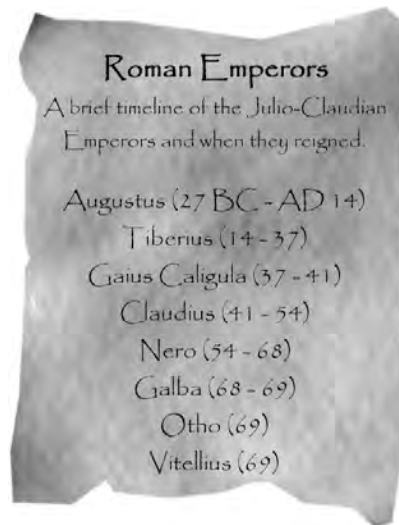 Roman Emperors
A brief timeline of the Julio-Claudian
Emperors and when they reigned.
Augustus (27 BC - AD 14)
Tiberius (14 - 37)
Gaius Caligula (37 - 41)
Claudius (41 - 54)
Nero (54 - 68)
Galba (68 - 69)
Otho (69)
Vitellius (69)